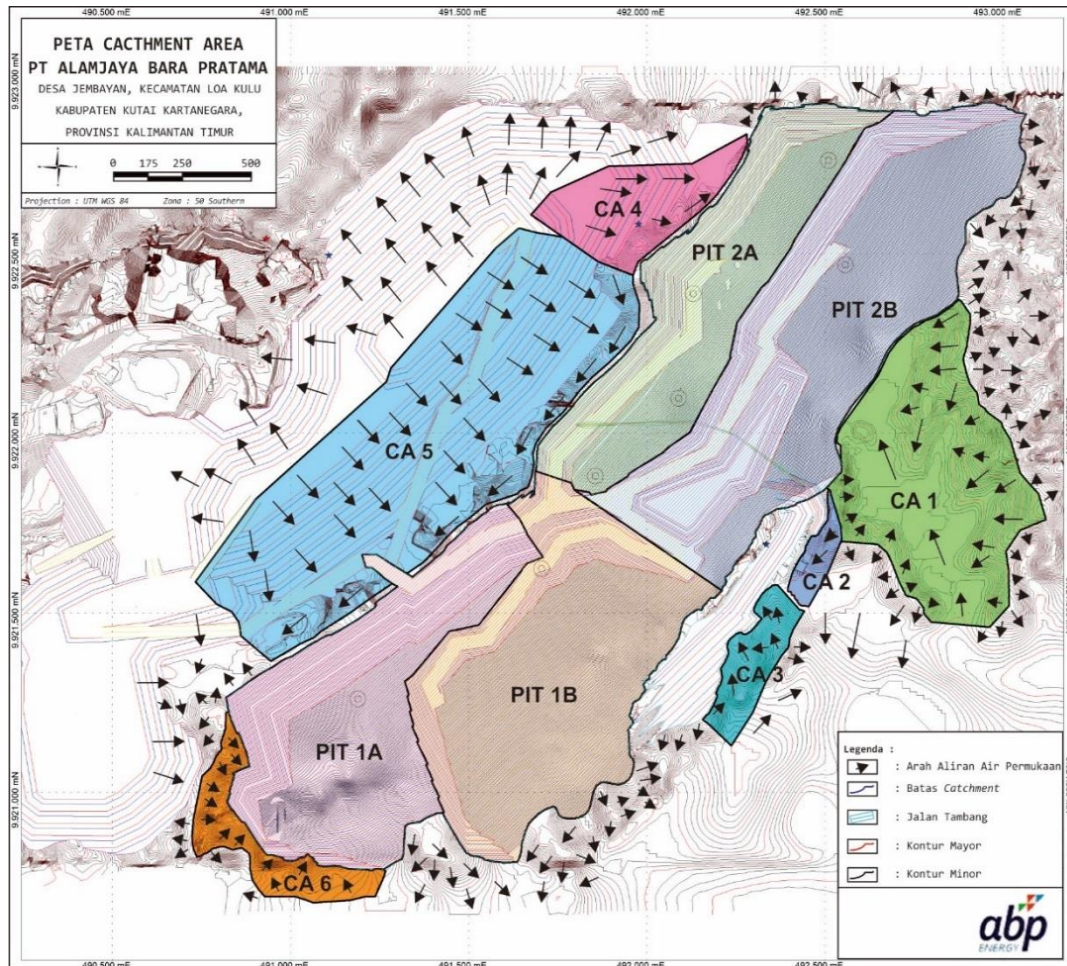 490.500 mE 491.000 mE 491.500 mE 492.000 mE 492.500 mE 493.000 mE
PETA CACTHMENT AREA
PT ALAMJAYA BARA PRATAMA
DESA JEMBAYAN, KECAMATAN LOA KULU
KABUPATEN KUTAI KARTANEGARA,
PROVINSI KALIMANTAN TIMUR
0 175 250 500
Projection : UTM WGS 84 Zona : 50 Southern
9.923.000 mN
9.922.500 mN
9.922.000 mN
9.921.500 mN
9.921.000 mN
CA 4
PIT 2A
PIT 2B
CA 5
CA 1
CA 2
CA 3
PIT 1B
PIT 1A
CA 6
Legenda :
: Arah Aliran Air Permukaan
: Batas Catchment
: Jalan Tambang
: Kontur Mayor
: Kontur Minor
abp
ENERGY
490.500 mE 491.000 mE 491.500 mE 492.000 mE 492.500 mE